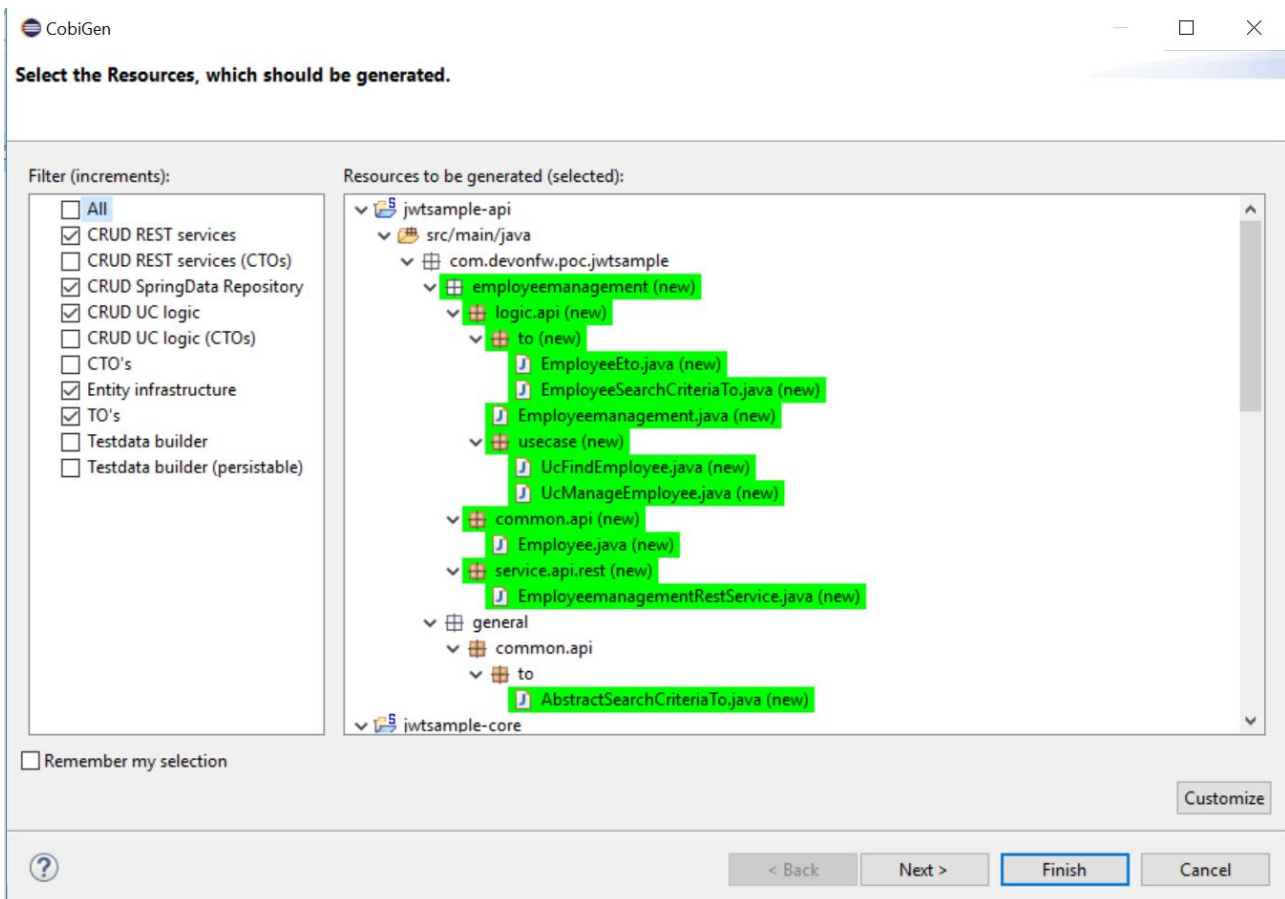 CobiGen
Select the Resources, which should be generated.
Filter (increments):
All
CRUD REST services
CRUD REST services (CTOs)
CRUD SpringData Repository
CRUD UC logic
CRUD UC logic (CTOs)
CTO's
Entity infrastructure
TO's
Testdata builder
Testdata builder (persistable)
Resources to be generated (selected):
jwtsample-api
src/main/java
com.devonfw.poc.jwtsample
employeemanagement (new)
logic.api (new)
to (new)
EmployeeEto.java (new)
EmployeeSearchCriteriaTo.java (new)
Employeemanagement.java (new)
usecase (new)
UcFindEmployee.java (new)
UcManageEmployee.java (new)
common.api (new)
Employee.java (new)
service.api.rest (new)
EmployeemanagementRestService.java (new)
general
common.api
to
AbstractSearchCriteriaTo.java (new)
jwtsample-core
Remember my selection
Customize
< Back
Next >
Finish
Cancel